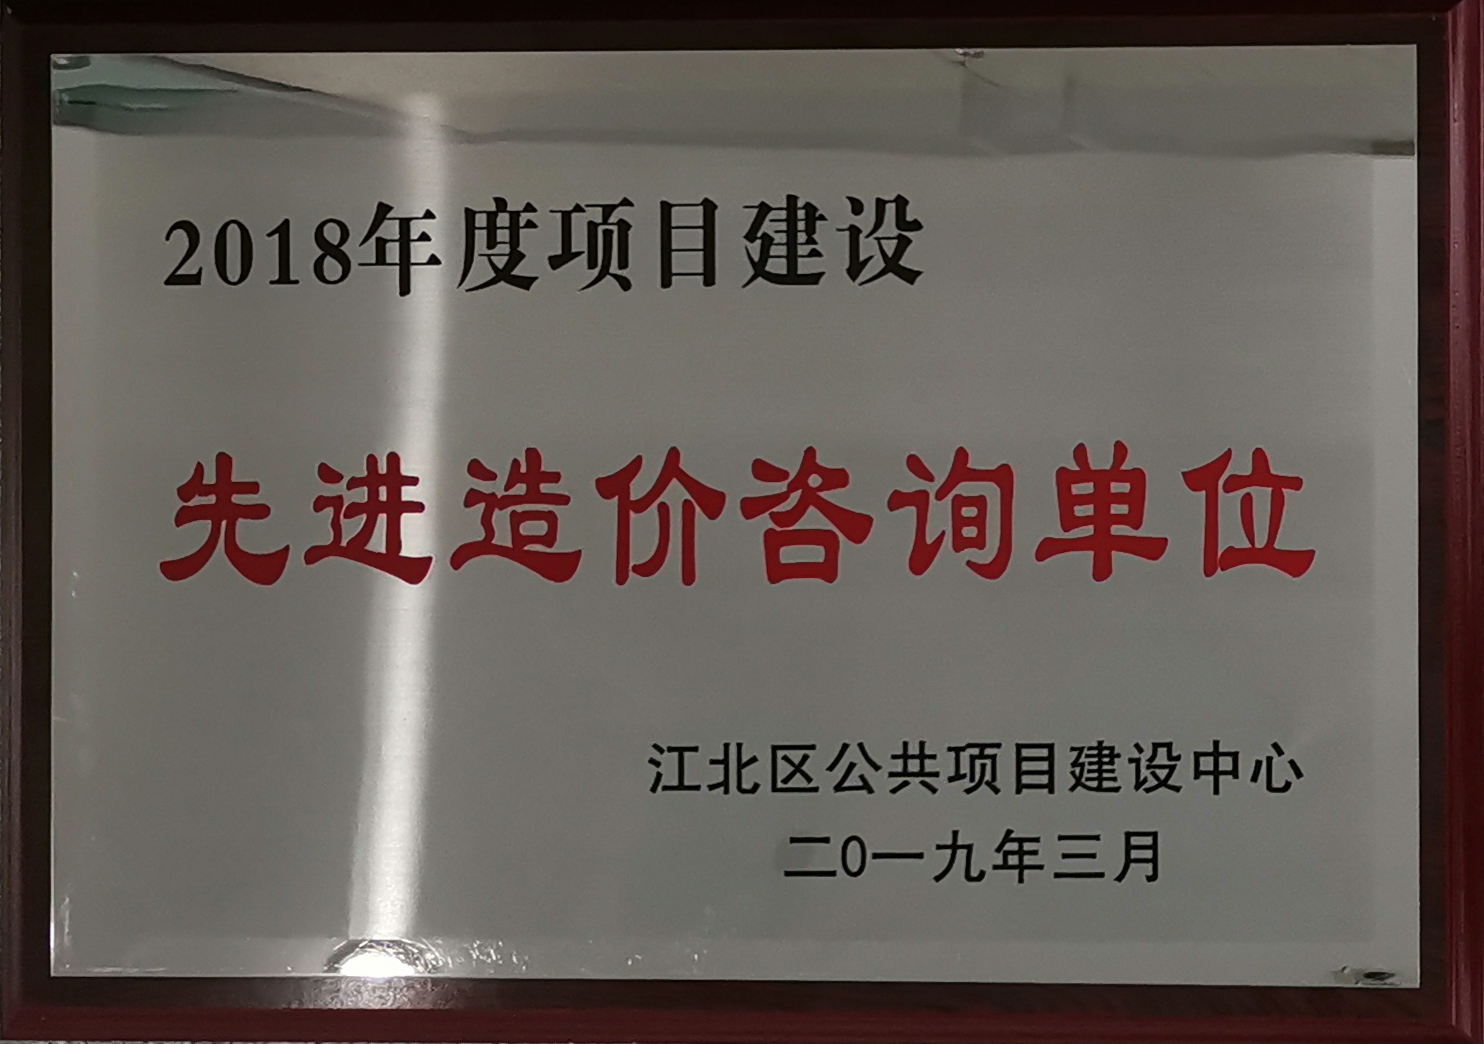 2018年度项目建设
先进造价咨询单位
江北区公共项目建设中心
二0一九年三月